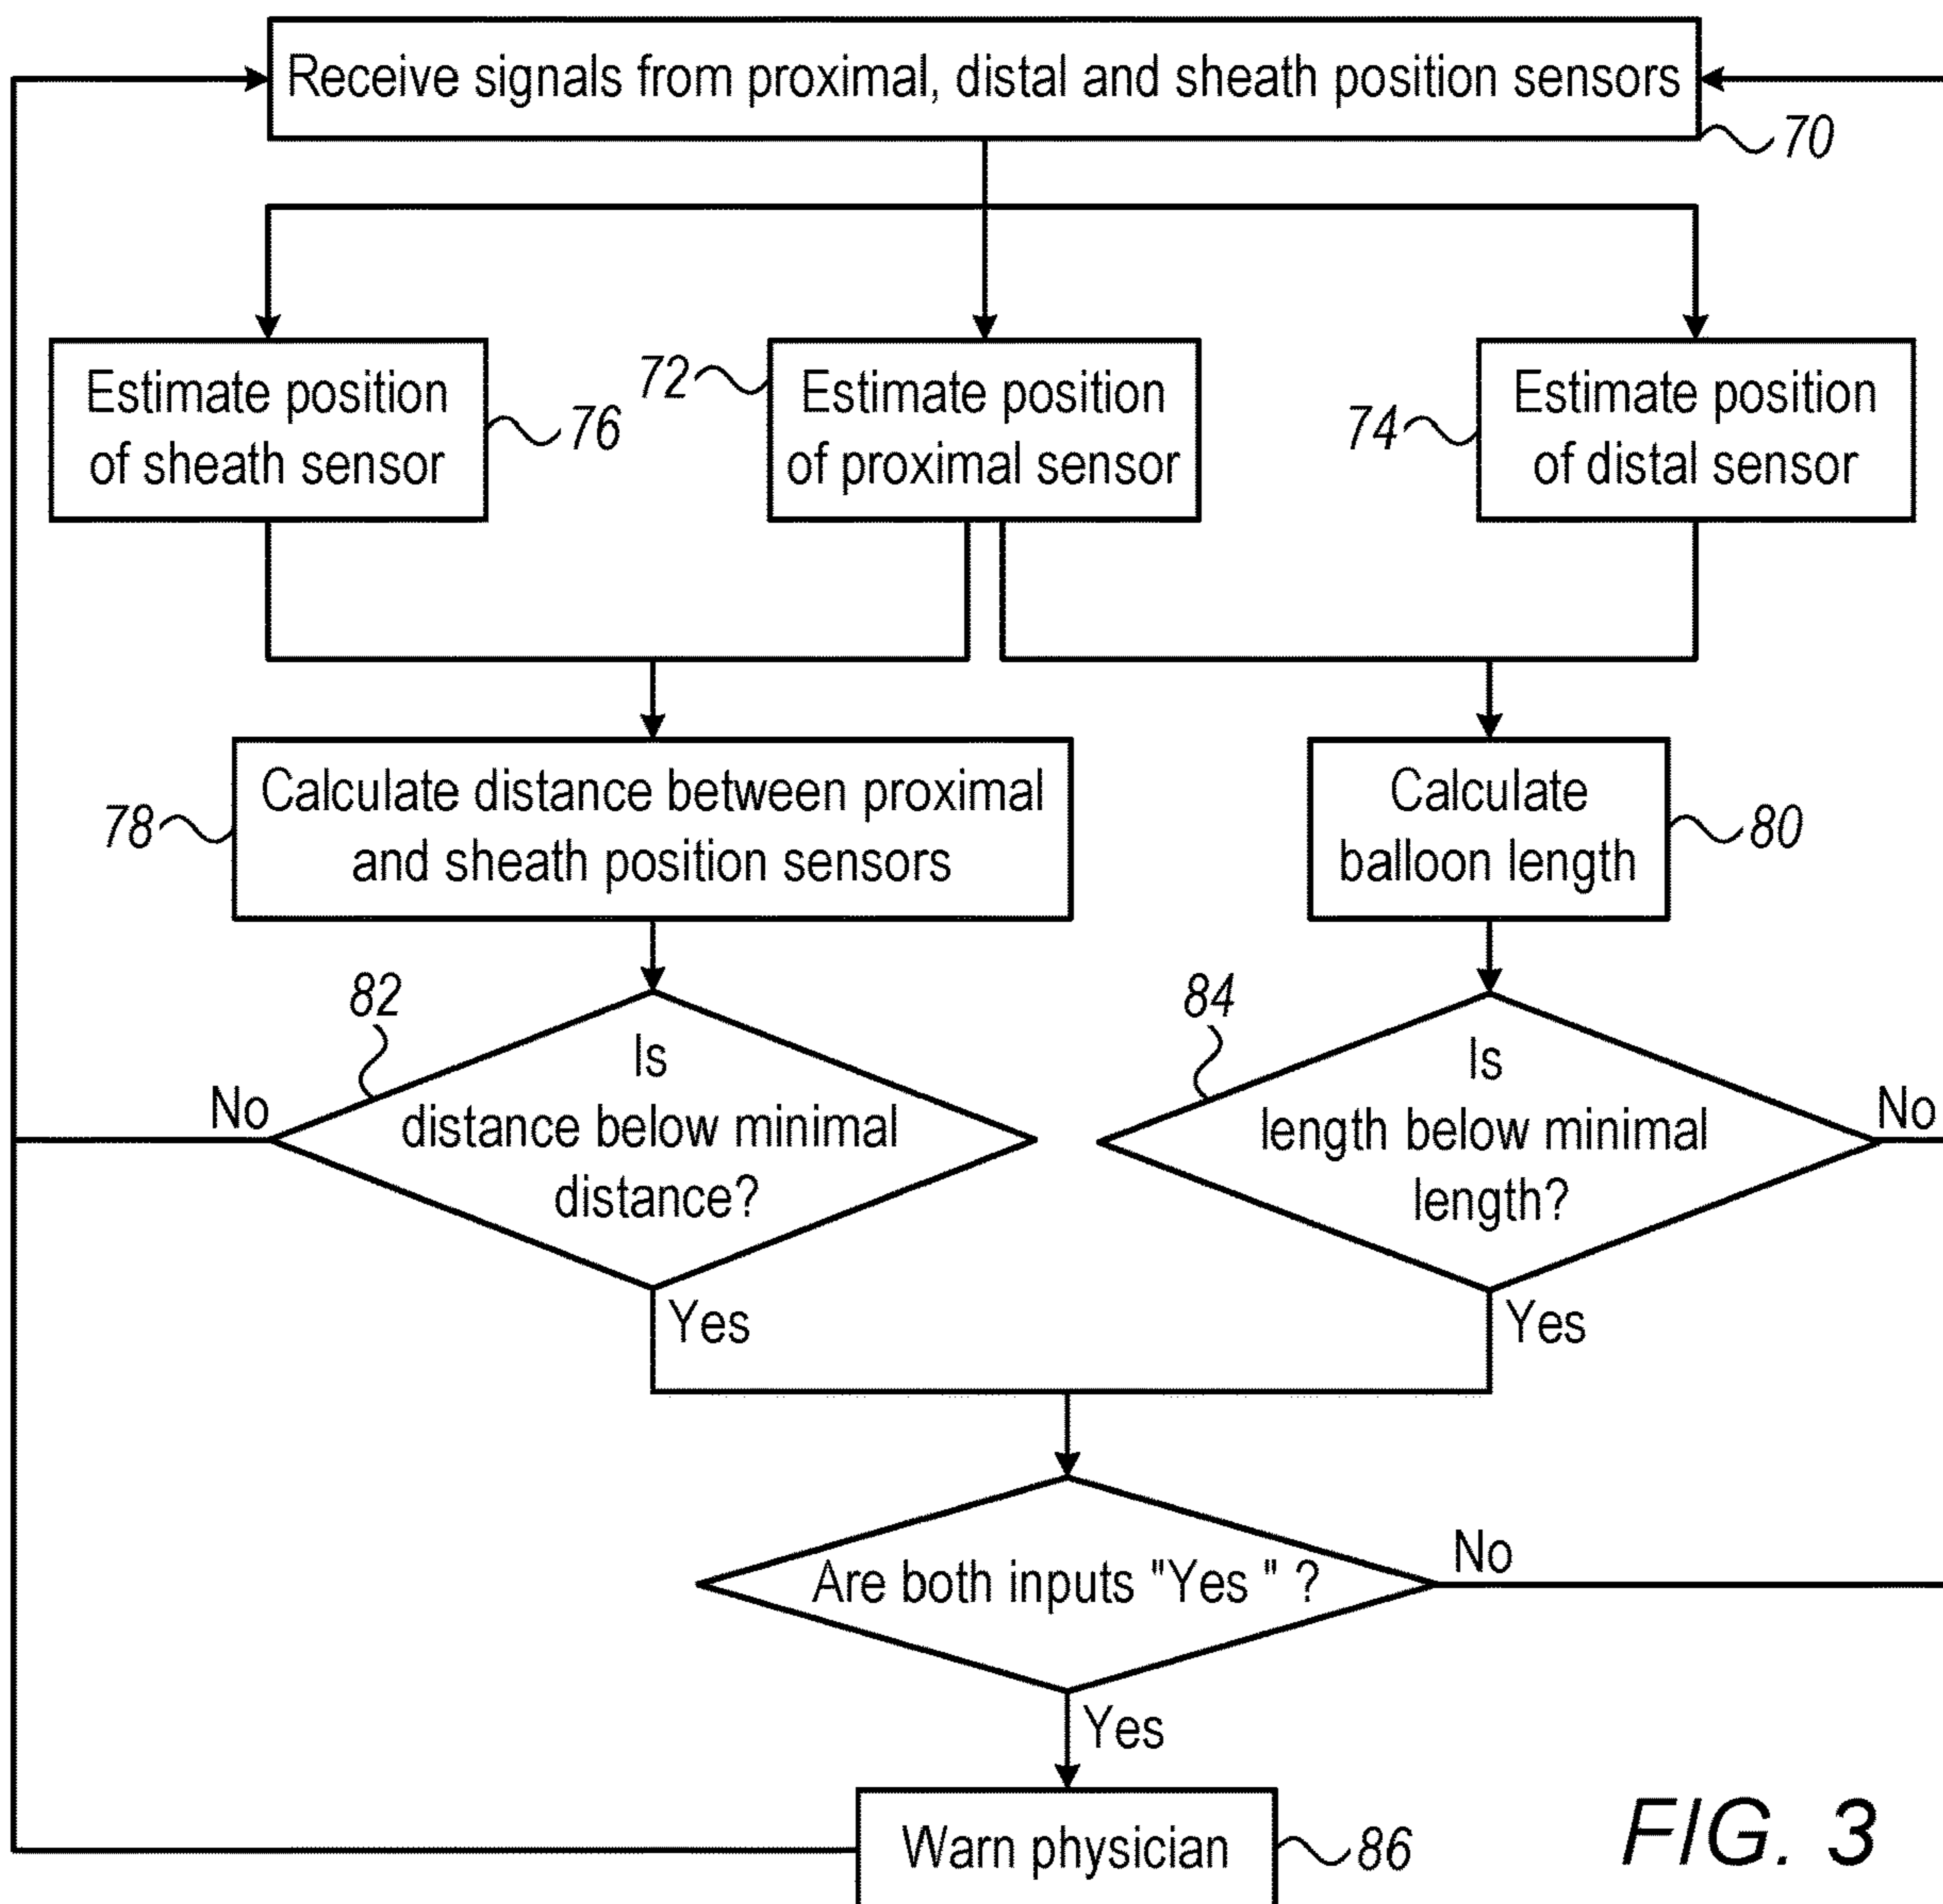 Receive signals from proximal, distal and sheath position sensors
70
Estimate position
of sheath sensor
76
72
Estimate position
of proximal sensor
74
Estimate position
of distal sensor
78
Calculate distance between proximal
and sheath position sensors
Calculate
balloon length
80
82
Is
distance below minimal
distance?
No
Yes
84
Is
length below minimal
length?
No
Yes
Are both inputs "Yes " ?
No
Yes
Warn physician
86
FIG. 3